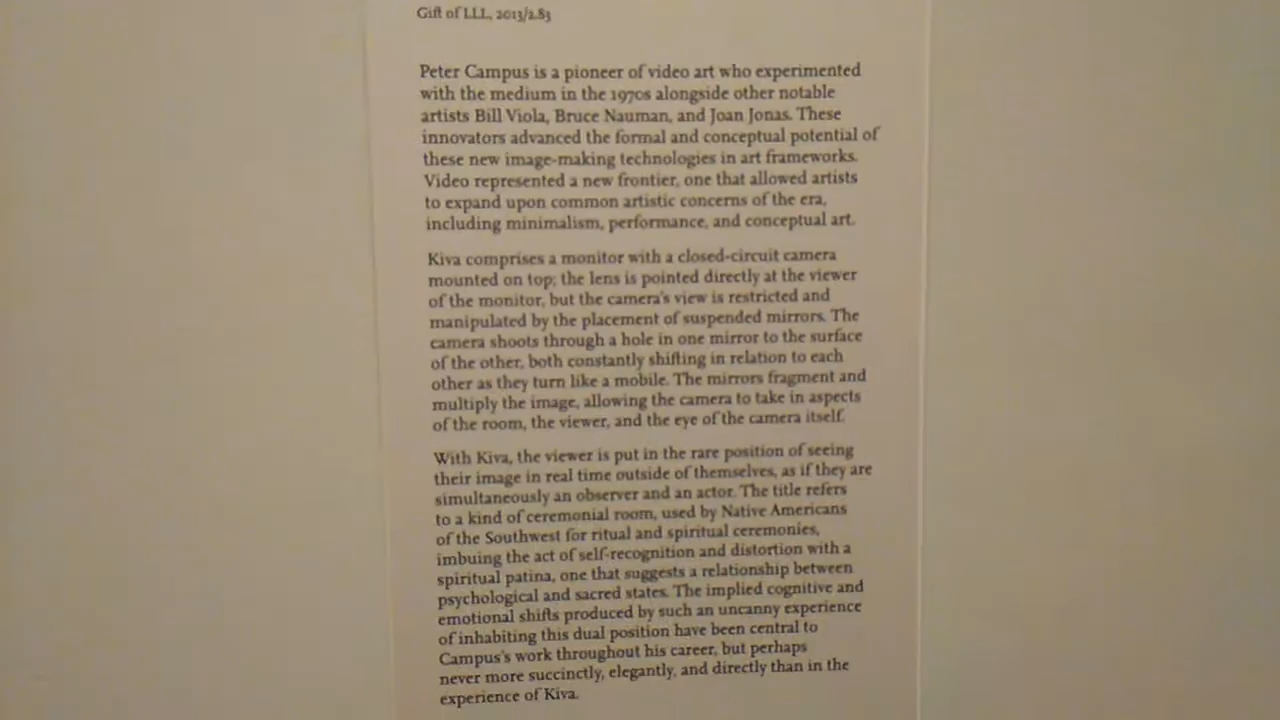 Gift of LLL, 2013/2.83
Peter Campus is a pioneer of video art who experimented
with the medium in the 1970s alongside other notable
artists Bill Viola, Bruce Nauman, and Joan Jonas. These
innovators advanced the formal and conceptual potential of
these new image-making technologies in art frameworks.
Video represented a new frontier, one that allowed artists
to expand upon common artistic concerns of the era,
including minimalism, performance, and conceptual art.
Kiva comprises a monitor with a closed-circuit camera
mounted on top; the lens is pointed directly at the viewer
of the monitor, but the camera's view is restricted and
manipulated by the placement of suspended mirrors. The
camera shoots through a hole in one mirror to the surface
of the other, both constantly shifting in relation to each
other as they turn like a mobile. The mirrors fragment and
multiply the image, allowing the camera to take in aspects
of the room, the viewer, and the eye of the camera itself.
With Kiva, the viewer is put in the rare position of seeing
their image in real time outside of themselves, as if they are
simultaneously an observer and an actor. The title refers
to a kind of ceremonial room, used by Native Americans
of the Southwest for ritual and spiritual ceremonies,
imbuing the act of self-recognition and distortion with a
spiritual patina, one that suggests a relationship between
psychological and sacred states. The implied cognitive and
emotional shifts produced by such an uncanny experience
of inhabiting this dual position have been central to
Campus's work throughout his career, but perhaps
never more succinctly, elegantly, and directly than in the
experience of Kiva.